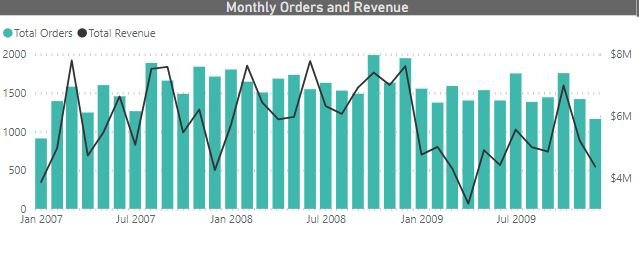 Monthly Orders and Revenue
Total Orders Total Revenue
2000 $8M
1500
$6M
1000
500 $4M
0
Jan 2007 Jul 2007 Jan 2008 Jul 2008 Jan 2009 Jul 2009